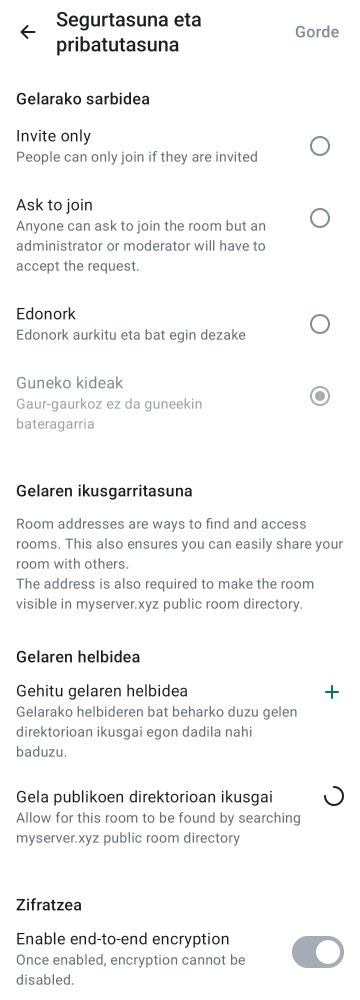 Segurtasuna eta
pribatutasuna
Gorde
Gelarako sarbidea
Invite only
People can only join if they are invited
Ask to join
Anyone can ask to join the room but an
administrator or moderator will have to
accept the request.
Edonork
Edonork aurkitu eta bat egin dezake
Guneko kideak
Gaur-gaurkoz ez da guneekin
bateragarria
Gelaren ikusgarritasuna
Room addresses are ways to find and access
rooms. This also ensures you can easily share your
room with others.
The address is also required to make the room
visible in myserver.xyz public room directory.
Gelaren helbidea
Gehitu gelaren helbidea
Gelarako helbideren bat beharko duzu gelen
direktorioan ikusgai egon dadila nahi
baduzu.
Gela publikoen direktorioan ikusgai
Allow for this room to be found by searching
myserver.xyz public room directory
Zifratzea
Enable end-to-end encryption
Once enabled, encryption cannot be
disabled.